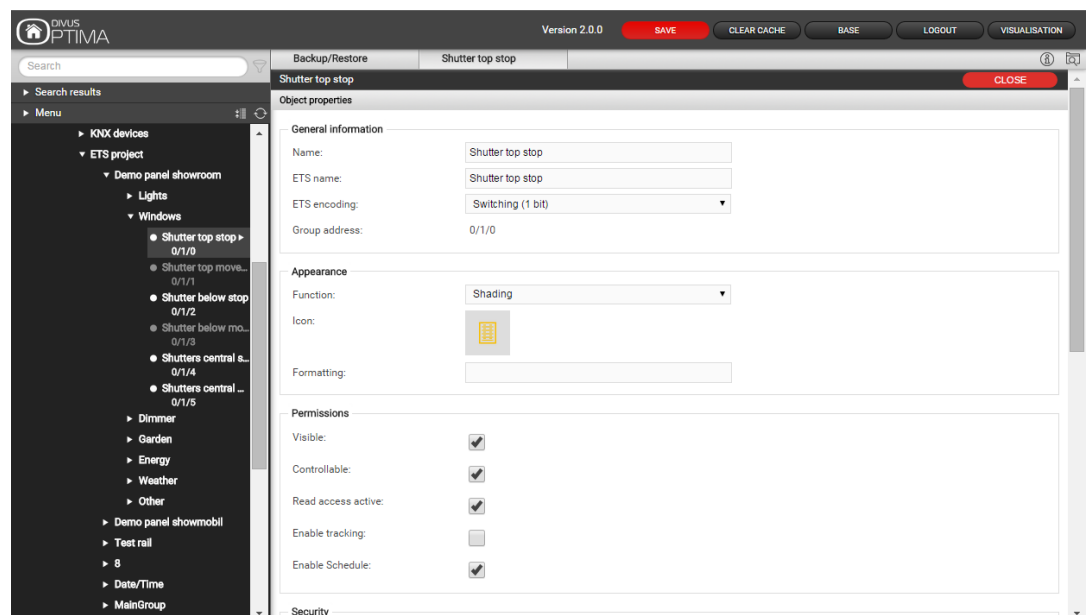 DIVUS
OPTIMA
Version 2.0.0
SAVE
CLEAR CACHE
BASE
LOGOUT
VISUALISATION
Search
Search results
Menu
KNX devices
ETS project
Demo panel showroom
Lights
Windows
Shutter top stop
0/1/0
Shutter top move...
0/1/1
Shutter below stop
0/1/2
Shutter below mo...
0/1/3
Shutters central s...
0/1/4
Shutters central ...
0/1/5
Dimmer
Garden
Energy
Weather
Other
Demo panel showmobil
Test rail
8
Date/Time
MainGroup
Backup/Restore
Shutter top stop
Shutter top stop
CLOSE
Object properties
General information
Name:
Shutter top stop
ETS name:
Shutter top stop
ETS encoding:
Switching (1 bit)
Group address:
0/1/0
Appearance
Function:
Shading
Icon:
Formatting:
Permissions
Visible:
Controllable:
Read access active:
Enable tracking:
Enable Schedule:
Security